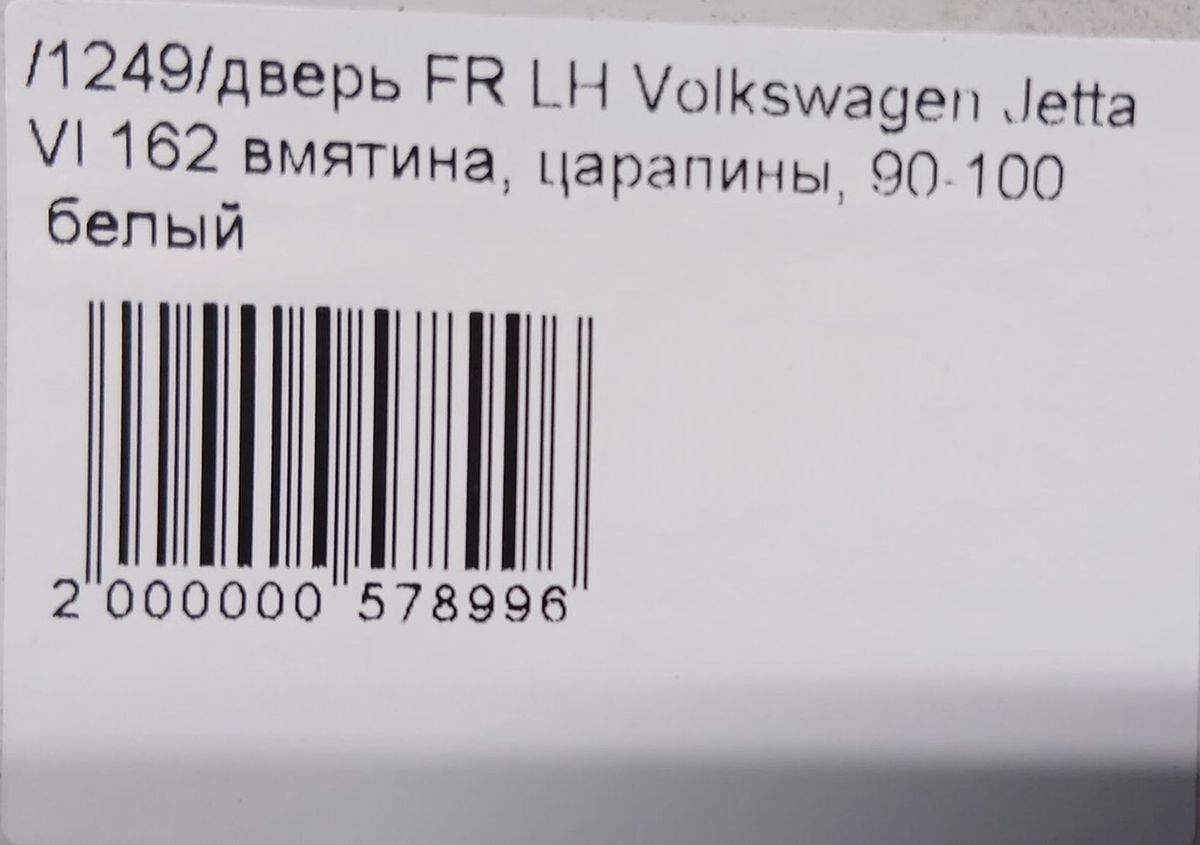 /1249/дверь FR LH Volkswagen Jetta
VI 162 вмятина, царапины, 90-100
белый
2 000000 578996